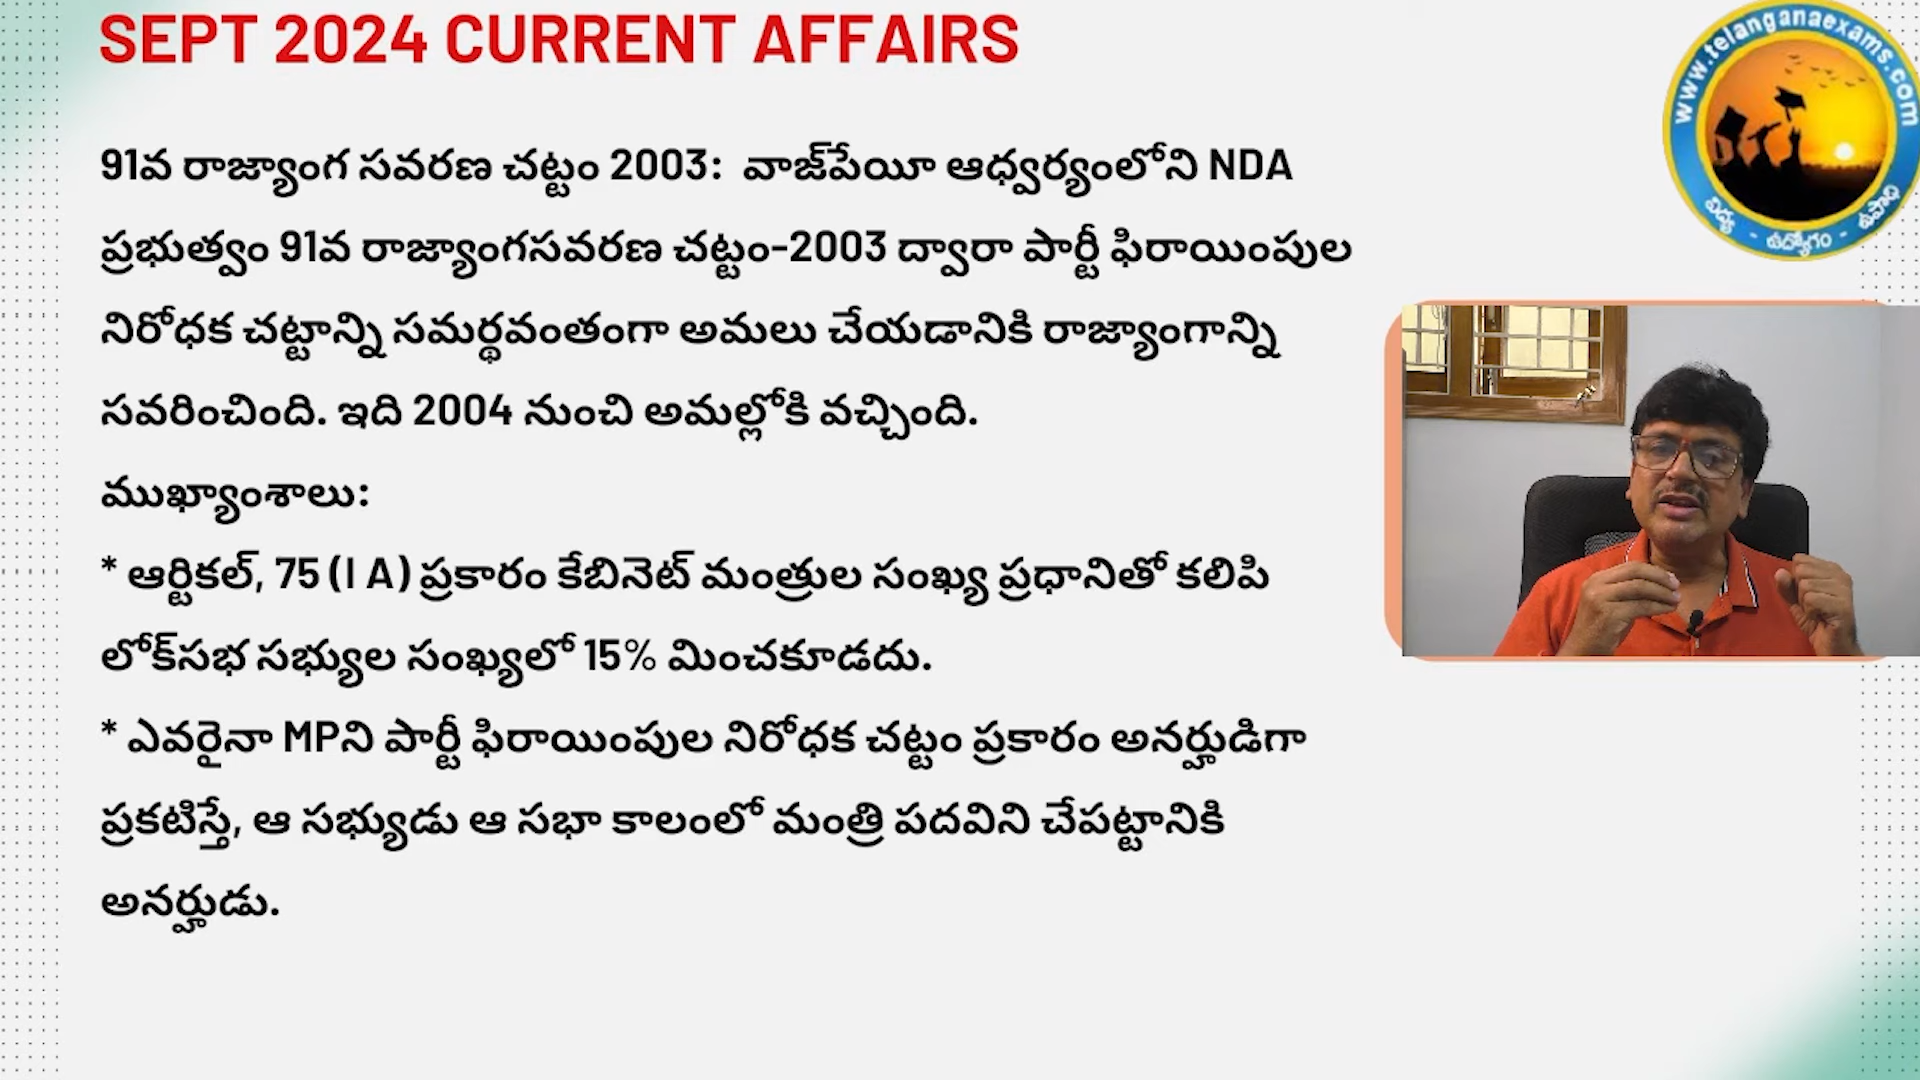 SEPT 2024 CURRENT AFFAIRS
www.telanganaexams.com
విద్య - ఉద్యోగం - ఉపాధి
91వ రాజ్యాంగ సవరణ చట్టం 2003: వాజ్‌పేయీ ఆధ్వర్యంలోని NDA
ప్రభుత్వం 91వ రాజ్యాంగసవరణ చట్టం-2003 ద్వారా పార్టీ ఫిరాయింపుల
నిరోధక చట్టాన్ని సమర్థవంతంగా అమలు చేయడానికి రాజ్యాంగాన్ని
సవరించింది. ఇది 2004 నుంచి అమల్లోకి వచ్చింది.
ముఖ్యాంశాలు:
* ఆర్టికల్, 75 (I A) ప్రకారం కేబినెట్ మంత్రుల సంఖ్య ప్రధానితో కలిపి
లోక్‌సభ సభ్యుల సంఖ్యలో 15% మించకూడదు.
* ఎవరైనా MPని పార్టీ ఫిరాయింపుల నిరోధక చట్టం ప్రకారం అనర్హుడిగా
ప్రకటిస్తే, ఆ సభ్యుడు ఆ సభా కాలంలో మంత్రి పదవిని చేపట్టానికి
అనర్హుడు.